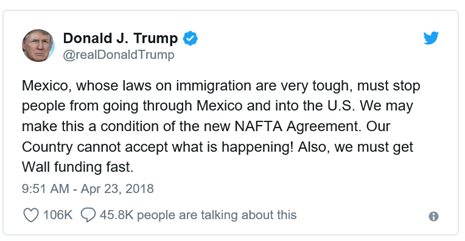 Donald J. Trump
@realDonaldTrump
Mexico, whose laws on immigration are very tough, must stop
people from going through Mexico and into the U.S. We may
make this a condition of the new NAFTA Agreement. Our
Country cannot accept what is happening! Also, we must get
Wall funding fast.
9:51 AM - Apr 23, 2018
106K 45.8K people are talking about this